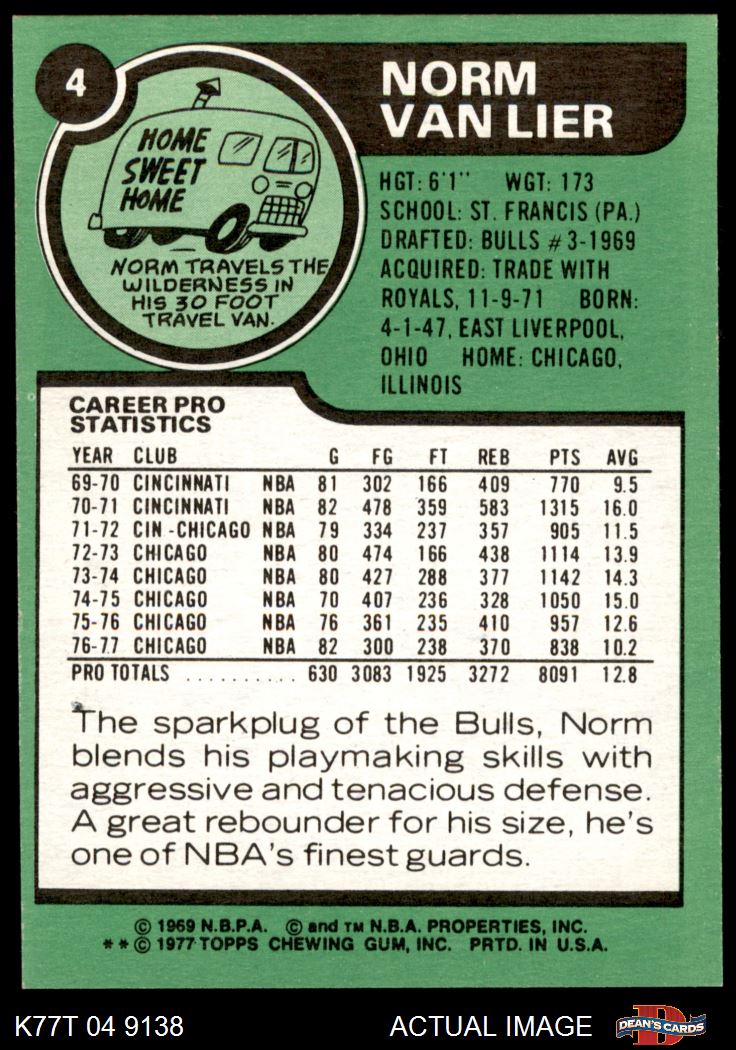 4
NORM
VAN LIER
HOME
SWEET
HOME
NORM TRAVELS THE
WILDERNESS IN
HIS 30 FOOT
TRAVEL VAN.
HGT: 6'1" WGT: 173
SCHOOL: ST. FRANCIS (PA.)
DRAFTED: BULLS #3-1969
ACQUIRED: TRADE WITH
ROYALS, 11-9-71 BORN:
4-1-47, EAST LIVERPOOL,
OHIO HOME: CHICAGO,
ILLINOIS
CAREER PRO
STATISTICS
YEAR CLUB G FG FT REB PTS AVG
69-70 CINCINNATI NBA 81 302 166 409 770 9.5
70-71 CINCINNATI NBA 82 478 359 583 1315 16.0
71-72 CIN-CHICAGO NBA 79 334 237 357 905 11.5
72-73 CHICAGO NBA 80 474 166 438 1114 13.9
73-74 CHICAGO NBA 80 427 288 377 1142 14.3
74-75 CHICAGO NBA 70 407 236 328 1050 15.0
75-76 CHICAGO NBA 76 361 235 410 957 12.6
76-77 CHICAGO NBA 82 300 238 370 838 10.2
PRO TOTALS .......... 630 3083 1925 3272 8091 12.8
The sparkplug of the Bulls, Norm
blends his playmaking skills with
aggressive and tenacious defense.
A great rebounder for his size, he's
one of NBA's finest guards.
© 1969 N.B.P.A. © and TM N.B.A. PROPERTIES, INC.
** © 1977 TOPPS CHEWING GUM, INC. PRTD. IN U.S.A.
K77T 04 9138 ACTUAL IMAGE D DEAN'S CARDS